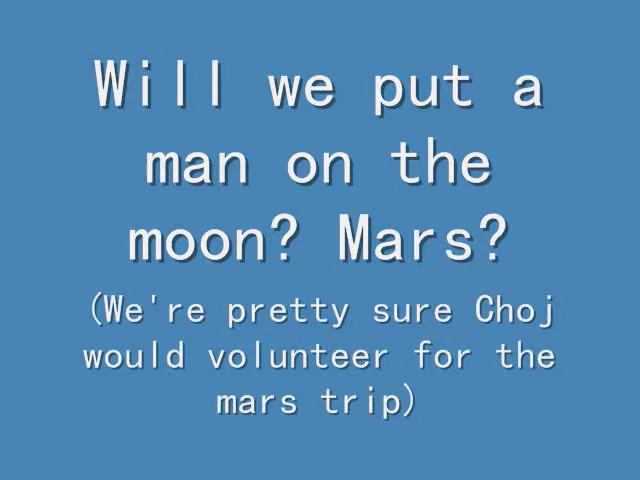 Will we put a
man on the
moon? Mars?
(We're pretty sure Choj
would volunteer for the
mars trip)